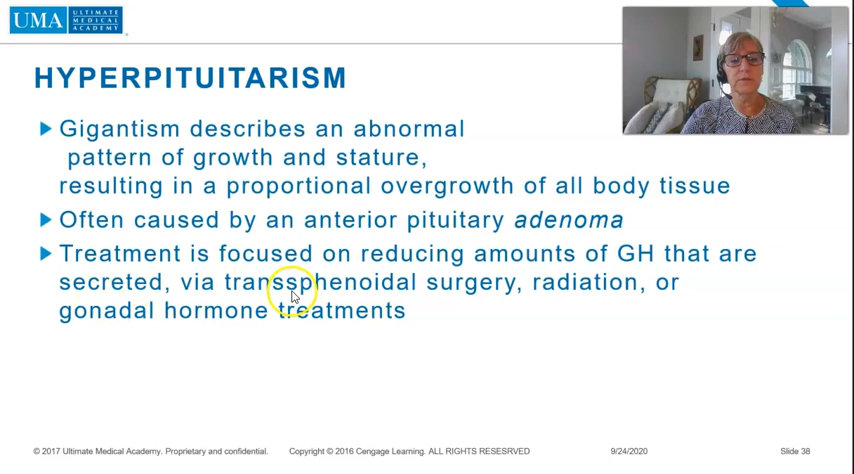 UMA ULTIMATE
MEDICAL
ACADEMY
HYPERPITUITARISM
Gigantism describes an abnormal
pattern of growth and stature,
resulting in a proportional overgrowth of all body tissue
Often caused by an anterior pituitary adenoma
Treatment is focused on reducing amounts of GH that are
secreted, via transsphenoidal surgery, radiation, or
gonadal hormone treatments
© 2017 Ultimate Medical Academy. Proprietary and confidential. Copyright © 2016 Cengage Learning. ALL RIGHTS RESESRVED 9/24/2020 Slide 38